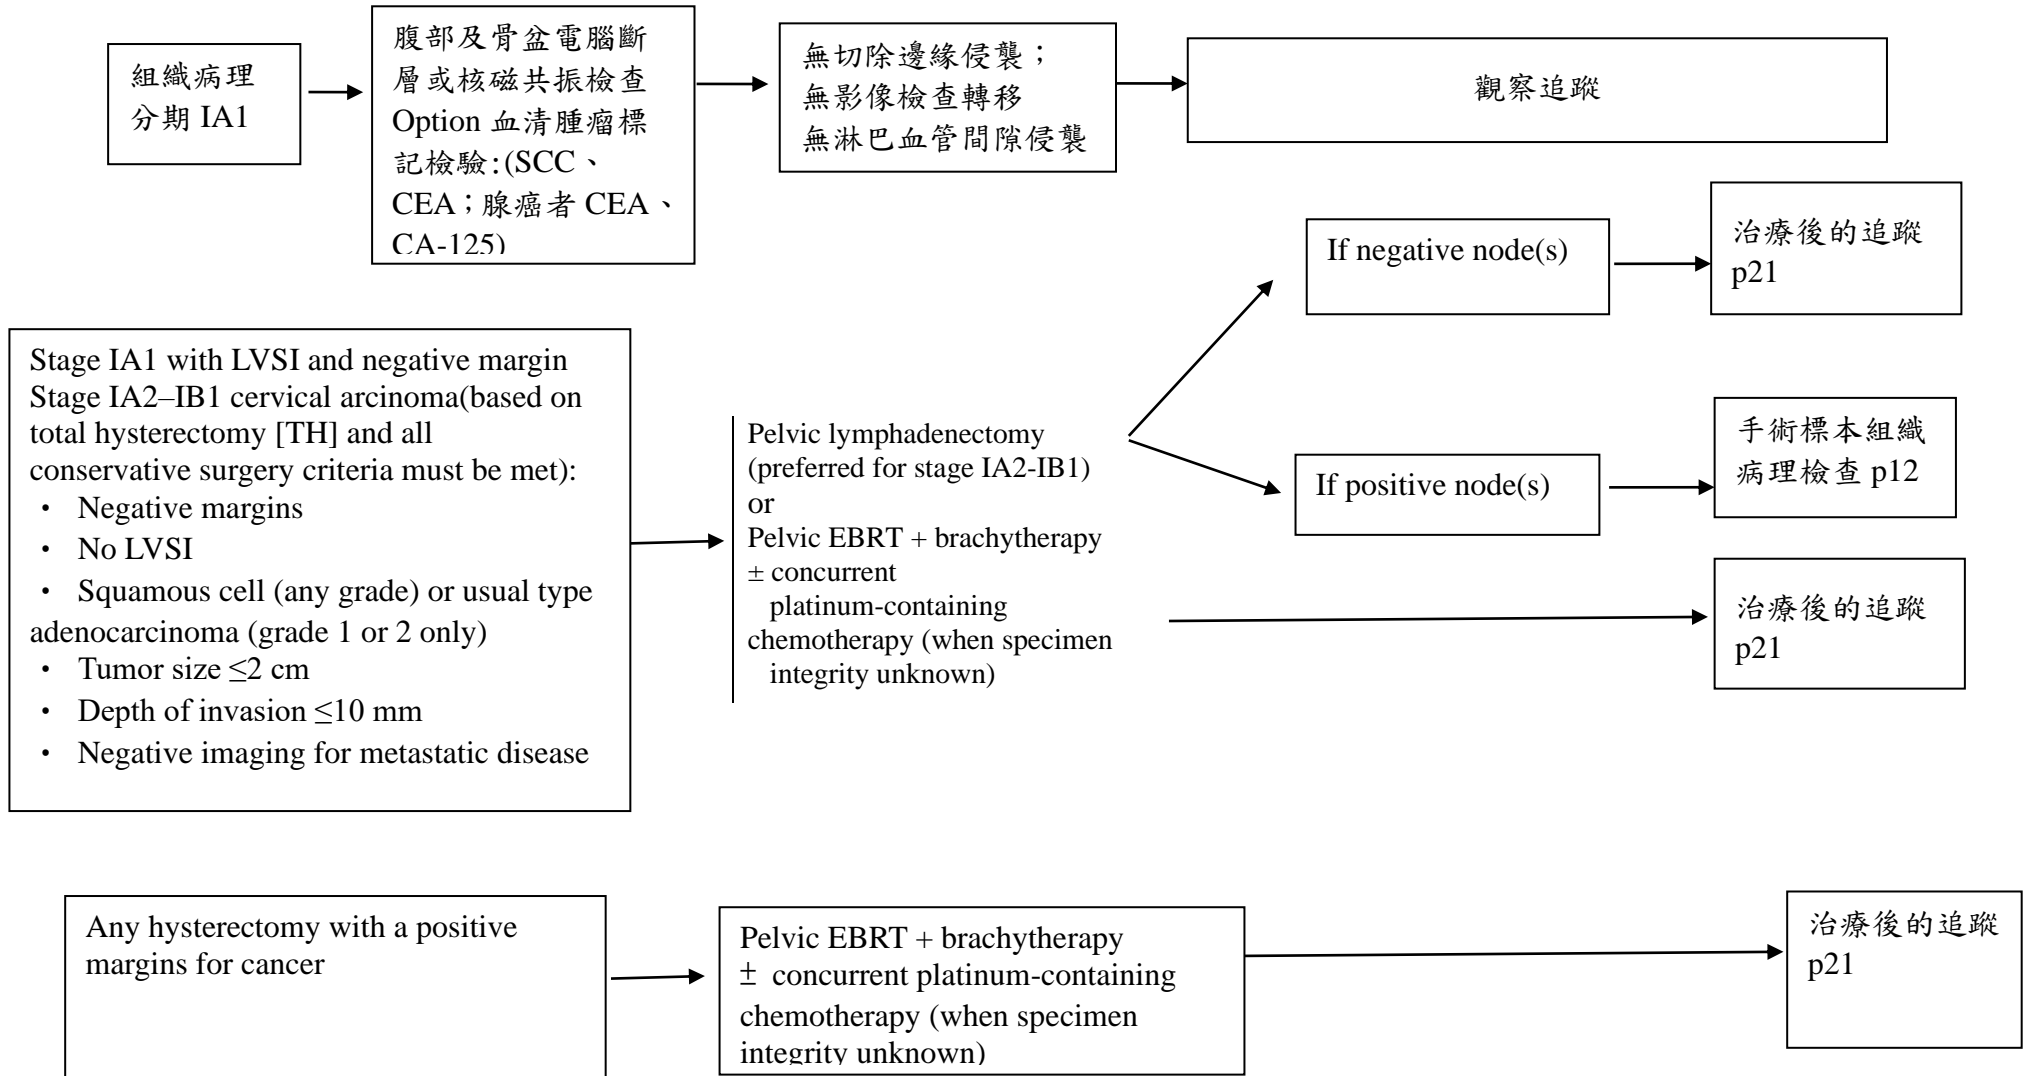 組織病理
分期 IA1
腹部及骨盆電腦斷
層或核磁共振檢查
Option 血清腫瘤標
記檢驗:(SCC、
CEA；腺癌者 CEA、
CA-125)
無切除邊緣侵襲；
無影像檢查轉移
無淋巴血管間隙侵襲
觀察追蹤
Stage IA1 with LVSI and negative margin
Stage IA2–IB1 cervical arcinoma(based on
total hysterectomy [TH] and all
conservative surgery criteria must be met):
• Negative margins
• No LVSI
• Squamous cell (any grade) or usual type
adenocarcinoma (grade 1 or 2 only)
• Tumor size ≤2 cm
• Depth of invasion ≤10 mm
• Negative imaging for metastatic disease
Pelvic lymphadenectomy
(preferred for stage IA2-IB1)
or
Pelvic EBRT + brachytherapy
± concurrent
platinum-containing
chemotherapy (when specimen
integrity unknown)
If negative node(s)
治療後的追蹤
p21
If positive node(s)
手術標本組織
病理檢查 p12
治療後的追蹤
p21
Any hysterectomy with a positive
margins for cancer
Pelvic EBRT + brachytherapy
± concurrent platinum-containing
chemotherapy (when specimen
integrity unknown)
治療後的追蹤
p21